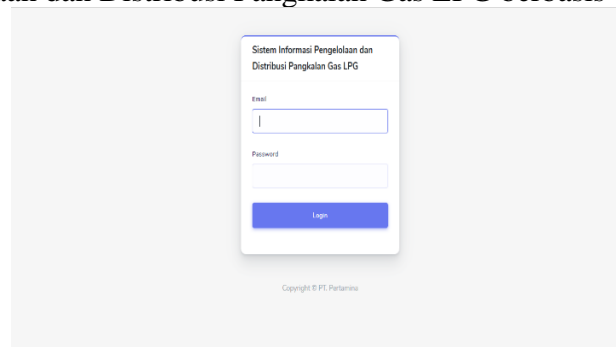 dan Distribusi Pangkalan Gas LPG berbasis
Sistem Informasi Pengelolaan dan
Distribusi Pangkalan Gas LPG
Email
Password
Login
Copyright © PT. Pertamina